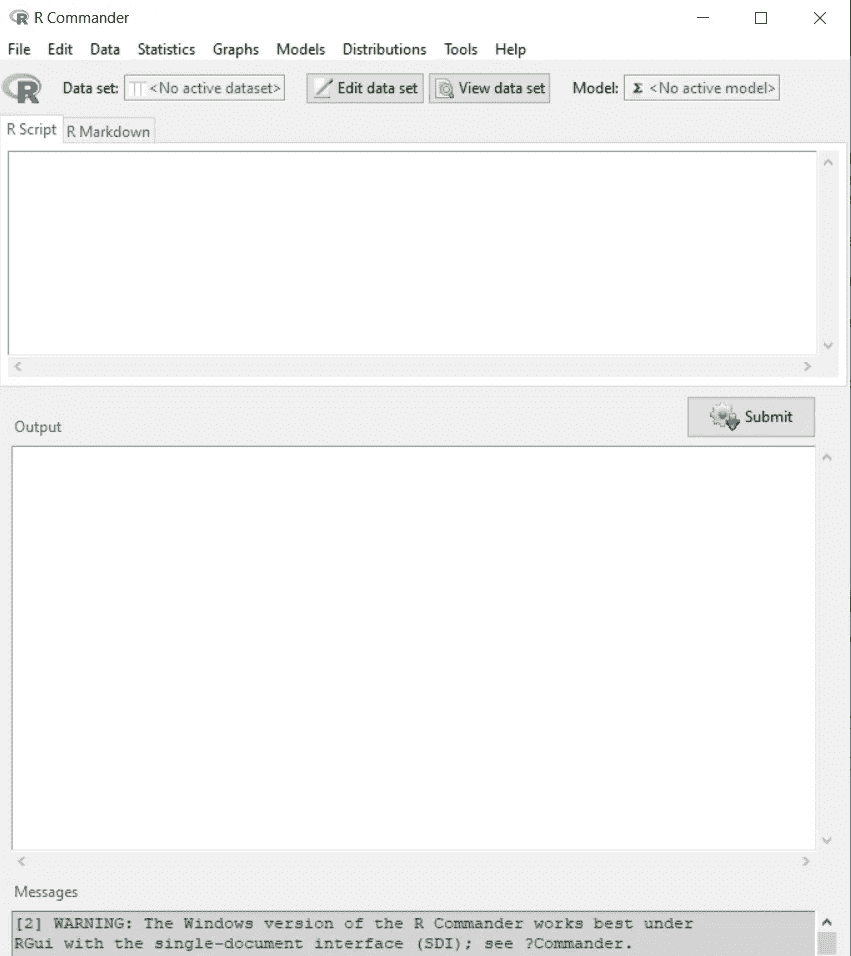 R Commander
File Edit Data Statistics Graphs Models Distributions Tools Help
R Data set: <No active dataset> Edit data set View data set Model: Σ <No active model>
R Script R Markdown
Submit
Output
Messages
[2] WARNING: The Windows version of the R Commander works best under
RGui with the single-document interface (SDI); see ?Commander.